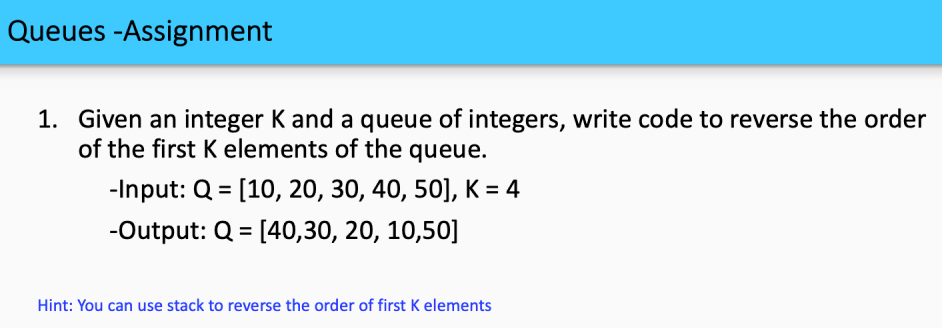 Queues -Assignment
1. Given an integer K and a queue of integers, write code to reverse the order
of the first K elements of the queue.
-Input: Q = [10, 20, 30, 40, 50], K = 4
-Output: Q = [40,30, 20, 10,50]
Hint: You can use stack to reverse the order of first K elements